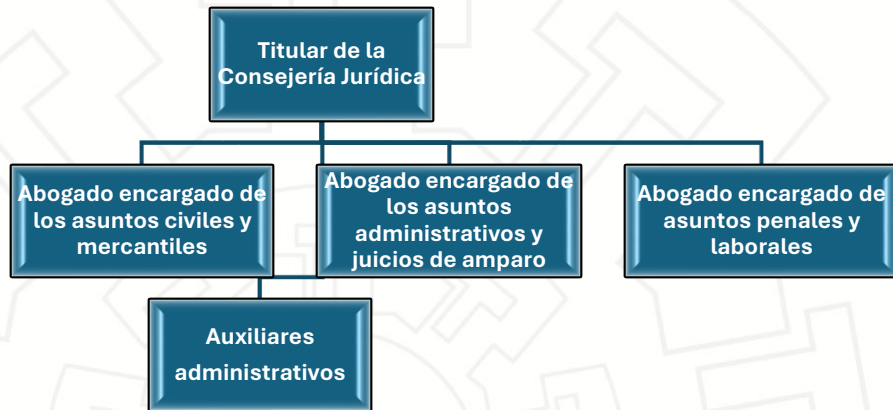 Titular de la
Consejería Jurídica
Abogado encargado de
los asuntos civiles y
mercantiles
Abogado encargado de
los asuntos
administrativos y
juicios de amparo
Abogado encargado de
asuntos penales y
laborales
Auxiliares
administrativos